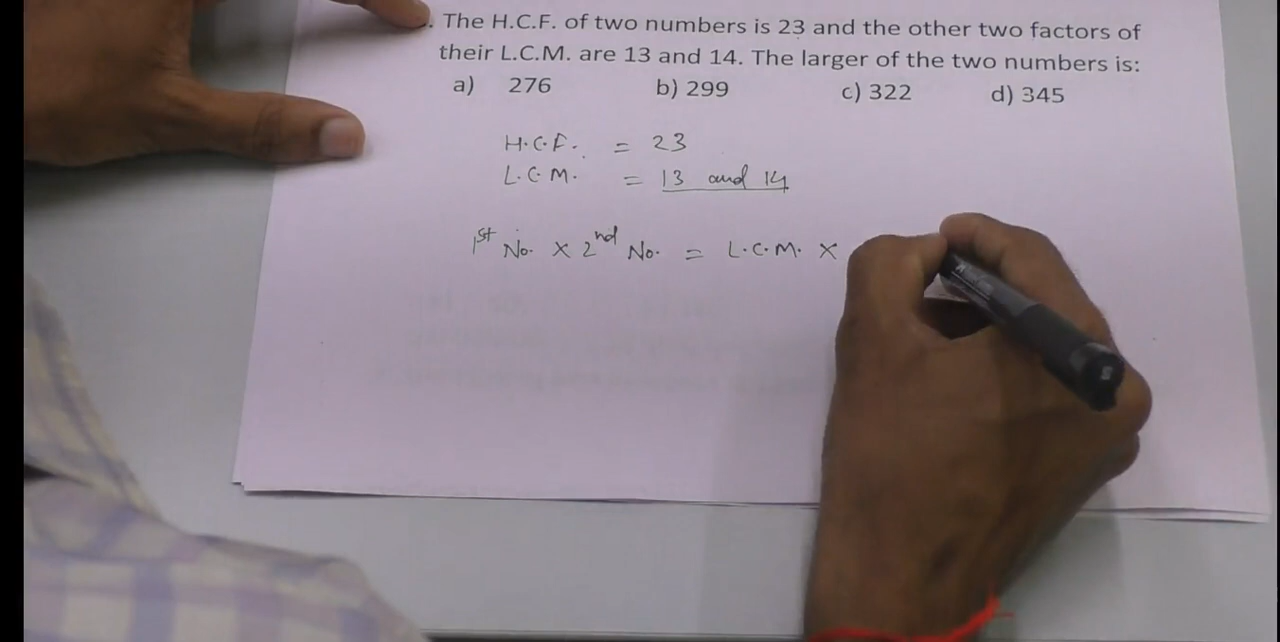 . The H.C.F. of two numbers is 23 and the other two factors of
their L.C.M. are 13 and 14. The larger of the two numbers is:
a) 276 b) 299 c) 322 d) 345
H.C.F. = 23
L.C.M. = 13 and 14
1st No. × 2nd No. = L.C.M. ×